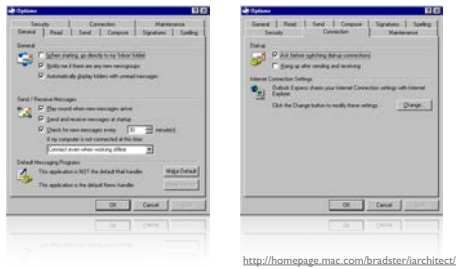 Options
Security Connection Maintenance
General Read Send Compose Signatures Spelling
General
When starting, go directly to my 'Inbox' folder
Notify me if there are any new newsgroups
Automatically display folders with unread messages
Send / Receive Messages
Play sound when new messages arrive
Send and receive messages at startup
Check for new messages every 30 minute(s)
If my computer is not connected at this time:
Connect even when working offline
Default Messaging Programs
This application is NOT the default Mail handler Make Default
This application is the default News handler
OK Cancel
Options
General Read Send Compose Signatures Spelling
Security Connection Maintenance
Dial-up
Ask before switching dial-up connections
Hang up after sending and receiving
Internet Connection Settings
Outlook Express shares your Internet Connection settings with Internet
Explorer.
Click the Change button to modify these settings. Change...
OK Cancel
http://homepage.mac.com/bradster/iarchitect/